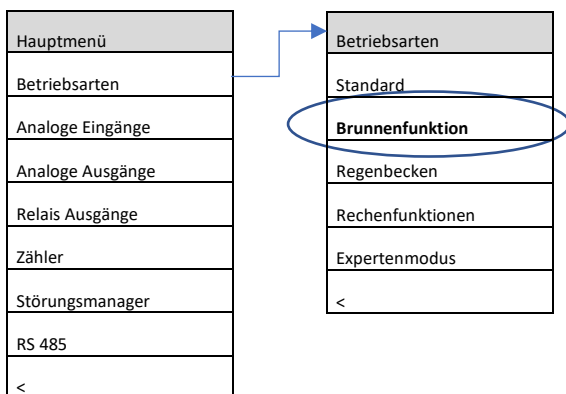 Hauptmenü
Betriebsarten
Analoge Eingänge
Analoge Ausgänge
Relais Ausgänge
Zähler
Störungsmanager
RS 485
<
Betriebsarten
Standard
Brunnenfunktion
Regenbecken
Rechenfunktionen
Expertenmodus
<